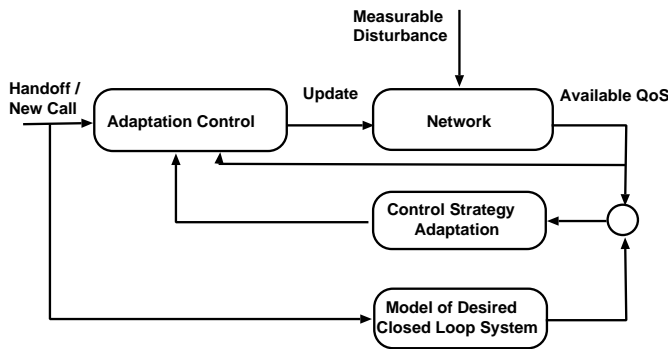 Measurable
Disturbance
Handoff /
New Call
Adaptation Control
Update
Network
Available QoS
Control Strategy
Adaptation
Model of Desired
Closed Loop System